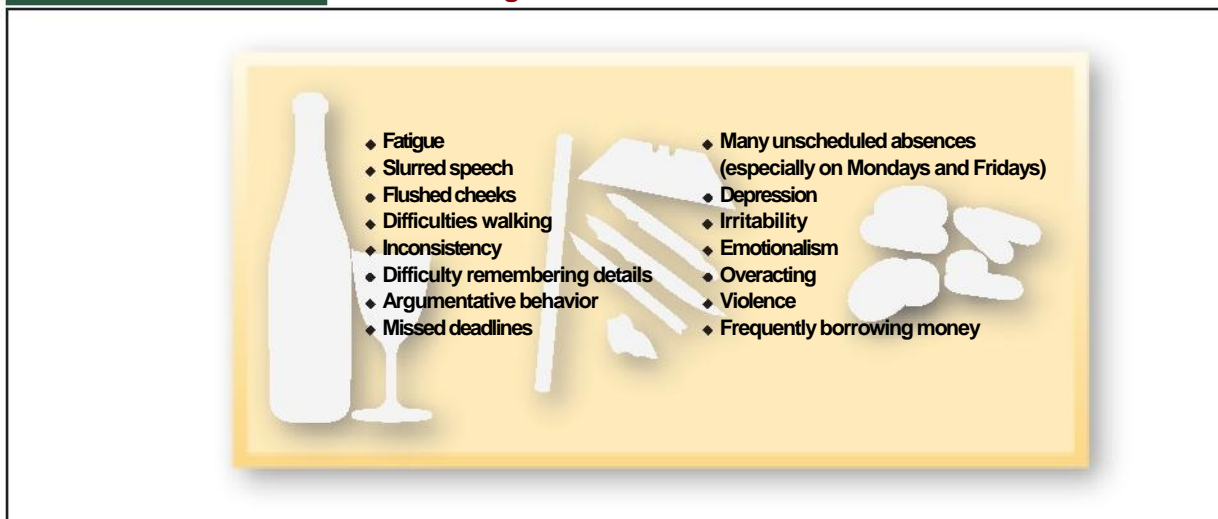 ◆ Fatigue
◆ Slurred speech
◆ Flushed cheeks
◆ Difficulties walking
◆ Inconsistency
◆ Difficulty remembering details
◆ Argumentative behavior
◆ Missed deadlines
◆ Many unscheduled absences
(especially on Mondays and Fridays)
◆ Depression
◆ Irritability
◆ Emotionalism
◆ Overacting
◆ Violence
◆ Frequently borrowing money